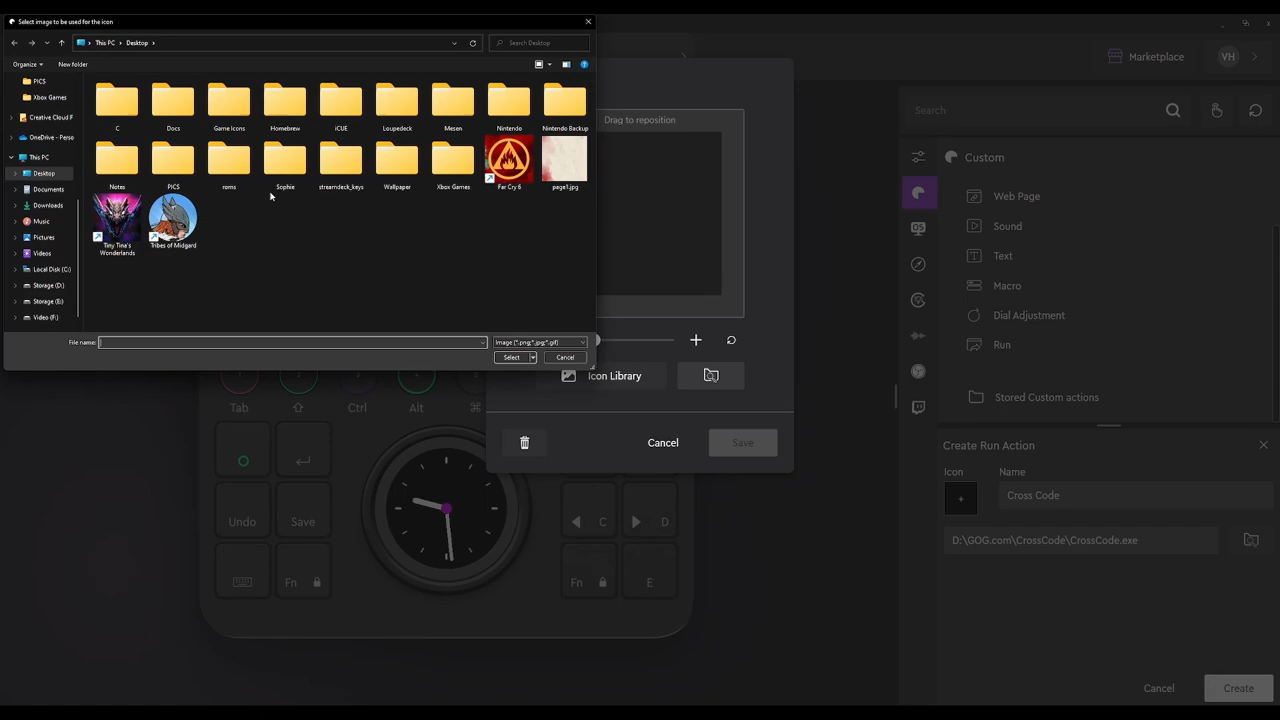 Select image to be used for the icon
This PC
Desktop
Search Desktop
Organize
New folder
PICS
Xbox Games
Creative Cloud F
OneDrive - Perso
This PC
Desktop
Documents
Downloads
Music
Pictures
Videos
Local Disk (C:)
Storage (D:)
Storage (E:)
Video (F:)
C
Docs
Game Icons
Homebrew
iCUE
Loupedeck
Mesen
Nintendo
Nintendo Backup
Notes
PICS
roms
Sophie
streamdeck_keys
Wallpaper
Xbox Games
Far Cry 6
page1.jpg
Tiny Tina's
Wonderlands
Tribes of Midgard
File name:
Image (*.png;*.jpg;*.gif)
Select
Cancel
Drag to reposition
Icon Library
Cancel
Save
Tab
Ctrl
Alt
Undo
Save
C
D
Fn
Fn
E
Marketplace
VH
Search
Custom
Web Page
Sound
Text
Macro
Dial Adjustment
Run
Stored Custom actions
Create Run Action
Icon
Name
Cross Code
D:\GOG.com\CrossCode\CrossCode.exe
Cancel
Create